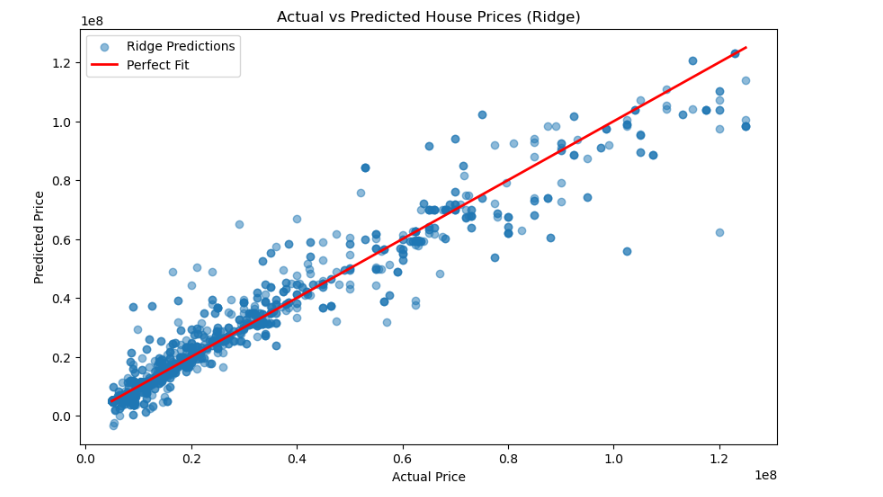 Actual vs Predicted House Prices (Ridge)
1e8
Ridge Predictions
Perfect Fit
1.2
1.0
0.8
0.6
0.4
0.2
0.0
Predicted Price
0.0 0.2 0.4 0.6 0.8 1.0 1.2
Actual Price
1e8